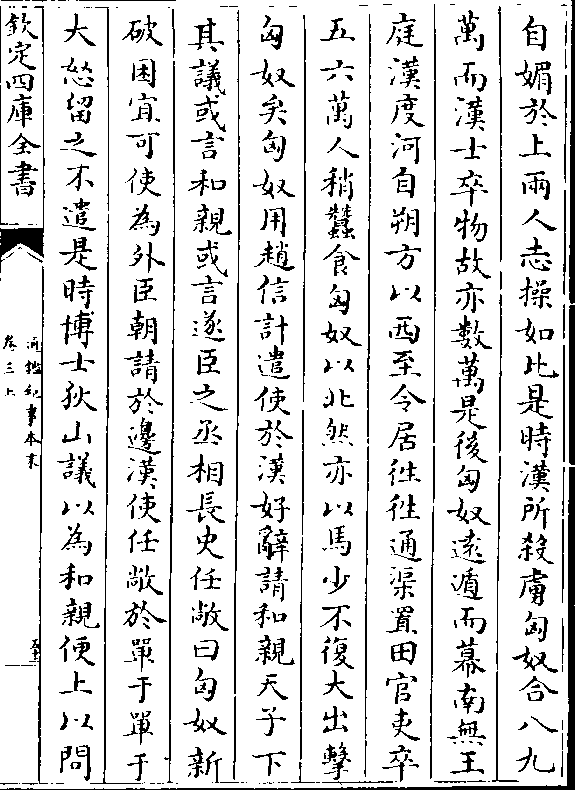 自媚於上兩人志操如此是時漢所殺虜匈奴合八九
萬而漢士卒物故亦數萬是後匈奴遠遁而幕南無王
庭漢度河自朔方以西至令居徃徃通渠置田官吏卒
五六萬人稍蠶食匈奴以北然亦以馬少不復大出擊
匈奴矣匈奴用趙信計遣使於漢好辭請和親天子下
其議或言和親或言遂臣之丞相長史任敞曰匈奴新
破困宜可使為外臣朝請於邊漢使任敞於單于單于
大怒留之不遣是時博士狄山議以為和親便上以問
欽定四庫全書
通鑑紀事本末
卷三上